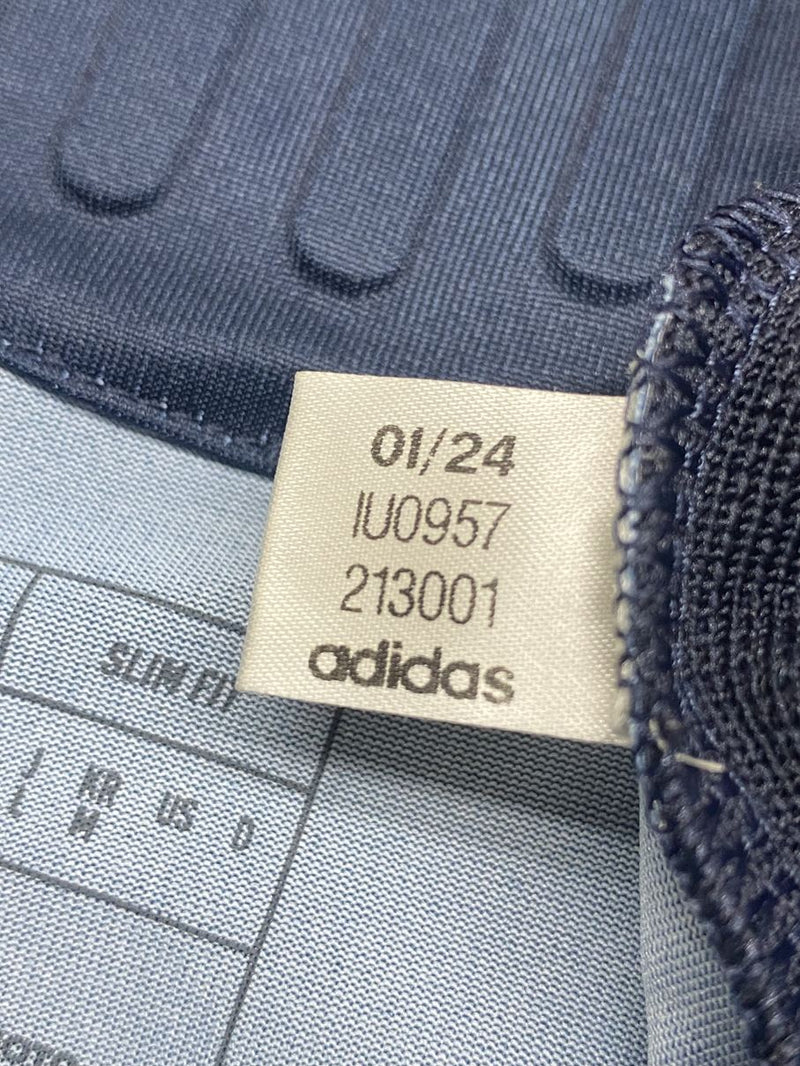 01/24
IU0957
213001
adidas
SLIM FIT
J KR US D
L M